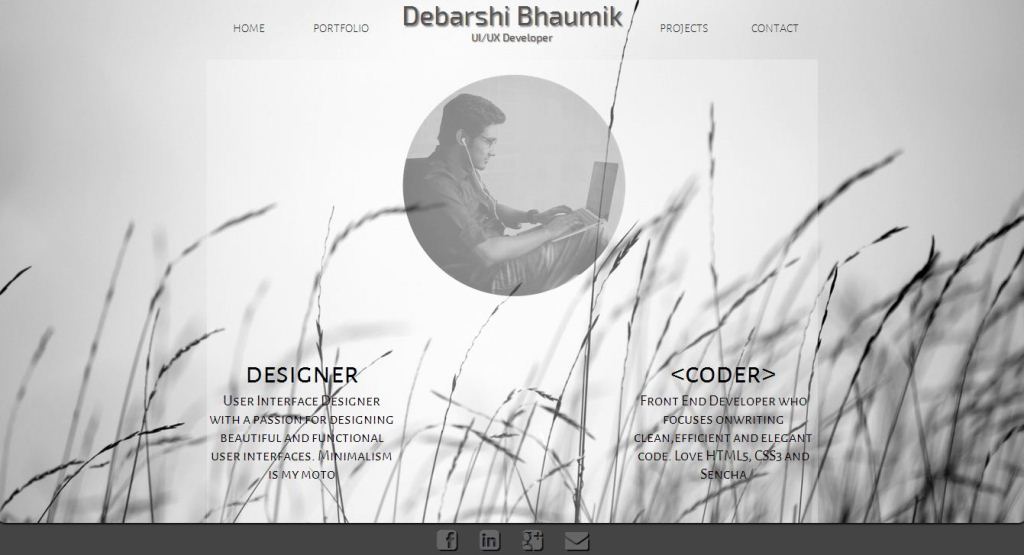 HOME
PORTFOLIO
Debarshi Bhaumik
UI/UX Developer
PROJECTS
CONTACT
DESIGNER
User Interface Designer
with a passion for designing
beautiful and functional
user interfaces. Minimalism
is my moto
<CODER>
Front End Developer who
focuses onwriting
clean,efficient and elegant
code. Love HTML5, CSS3 and
Sencha